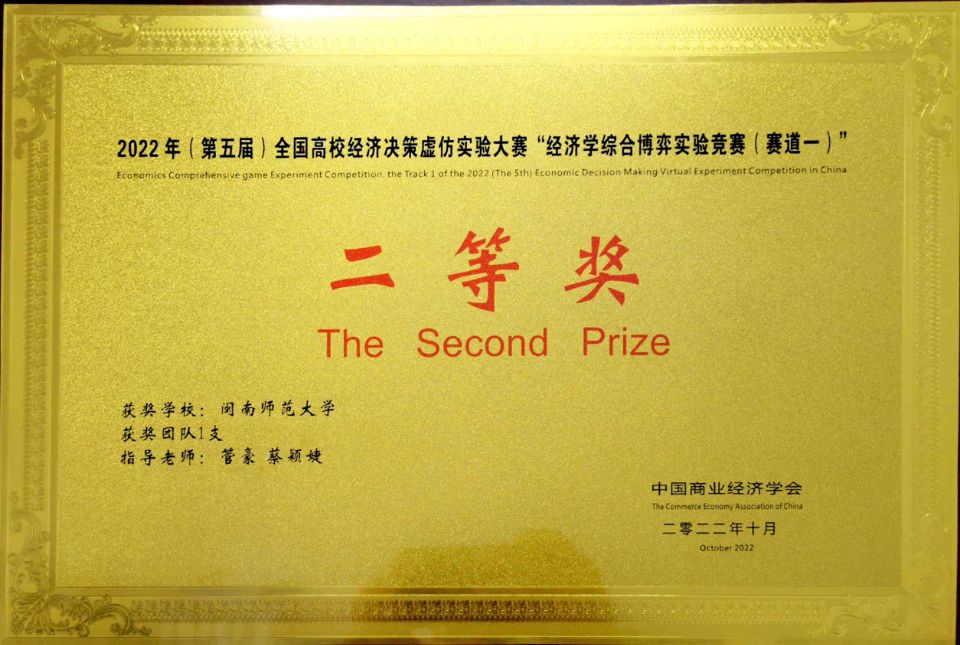 2022年（第五届）全国高校经济决策虚仿实验大赛“经济学综合博弈实验竞赛（赛道一）”
Economics Comprehensive game Experiment Competition, the Track 1 of the 2022 (The 5th) Economic Decision Making Virtual Experiment Competition in China
二等奖
The Second Prize
获奖学校：闽南师范大学
获奖团队1支
指导老师：管豪 蔡颖婕
中国商业经济学会
The Commerce Economy Association of China
二零二二年十月
October 2022